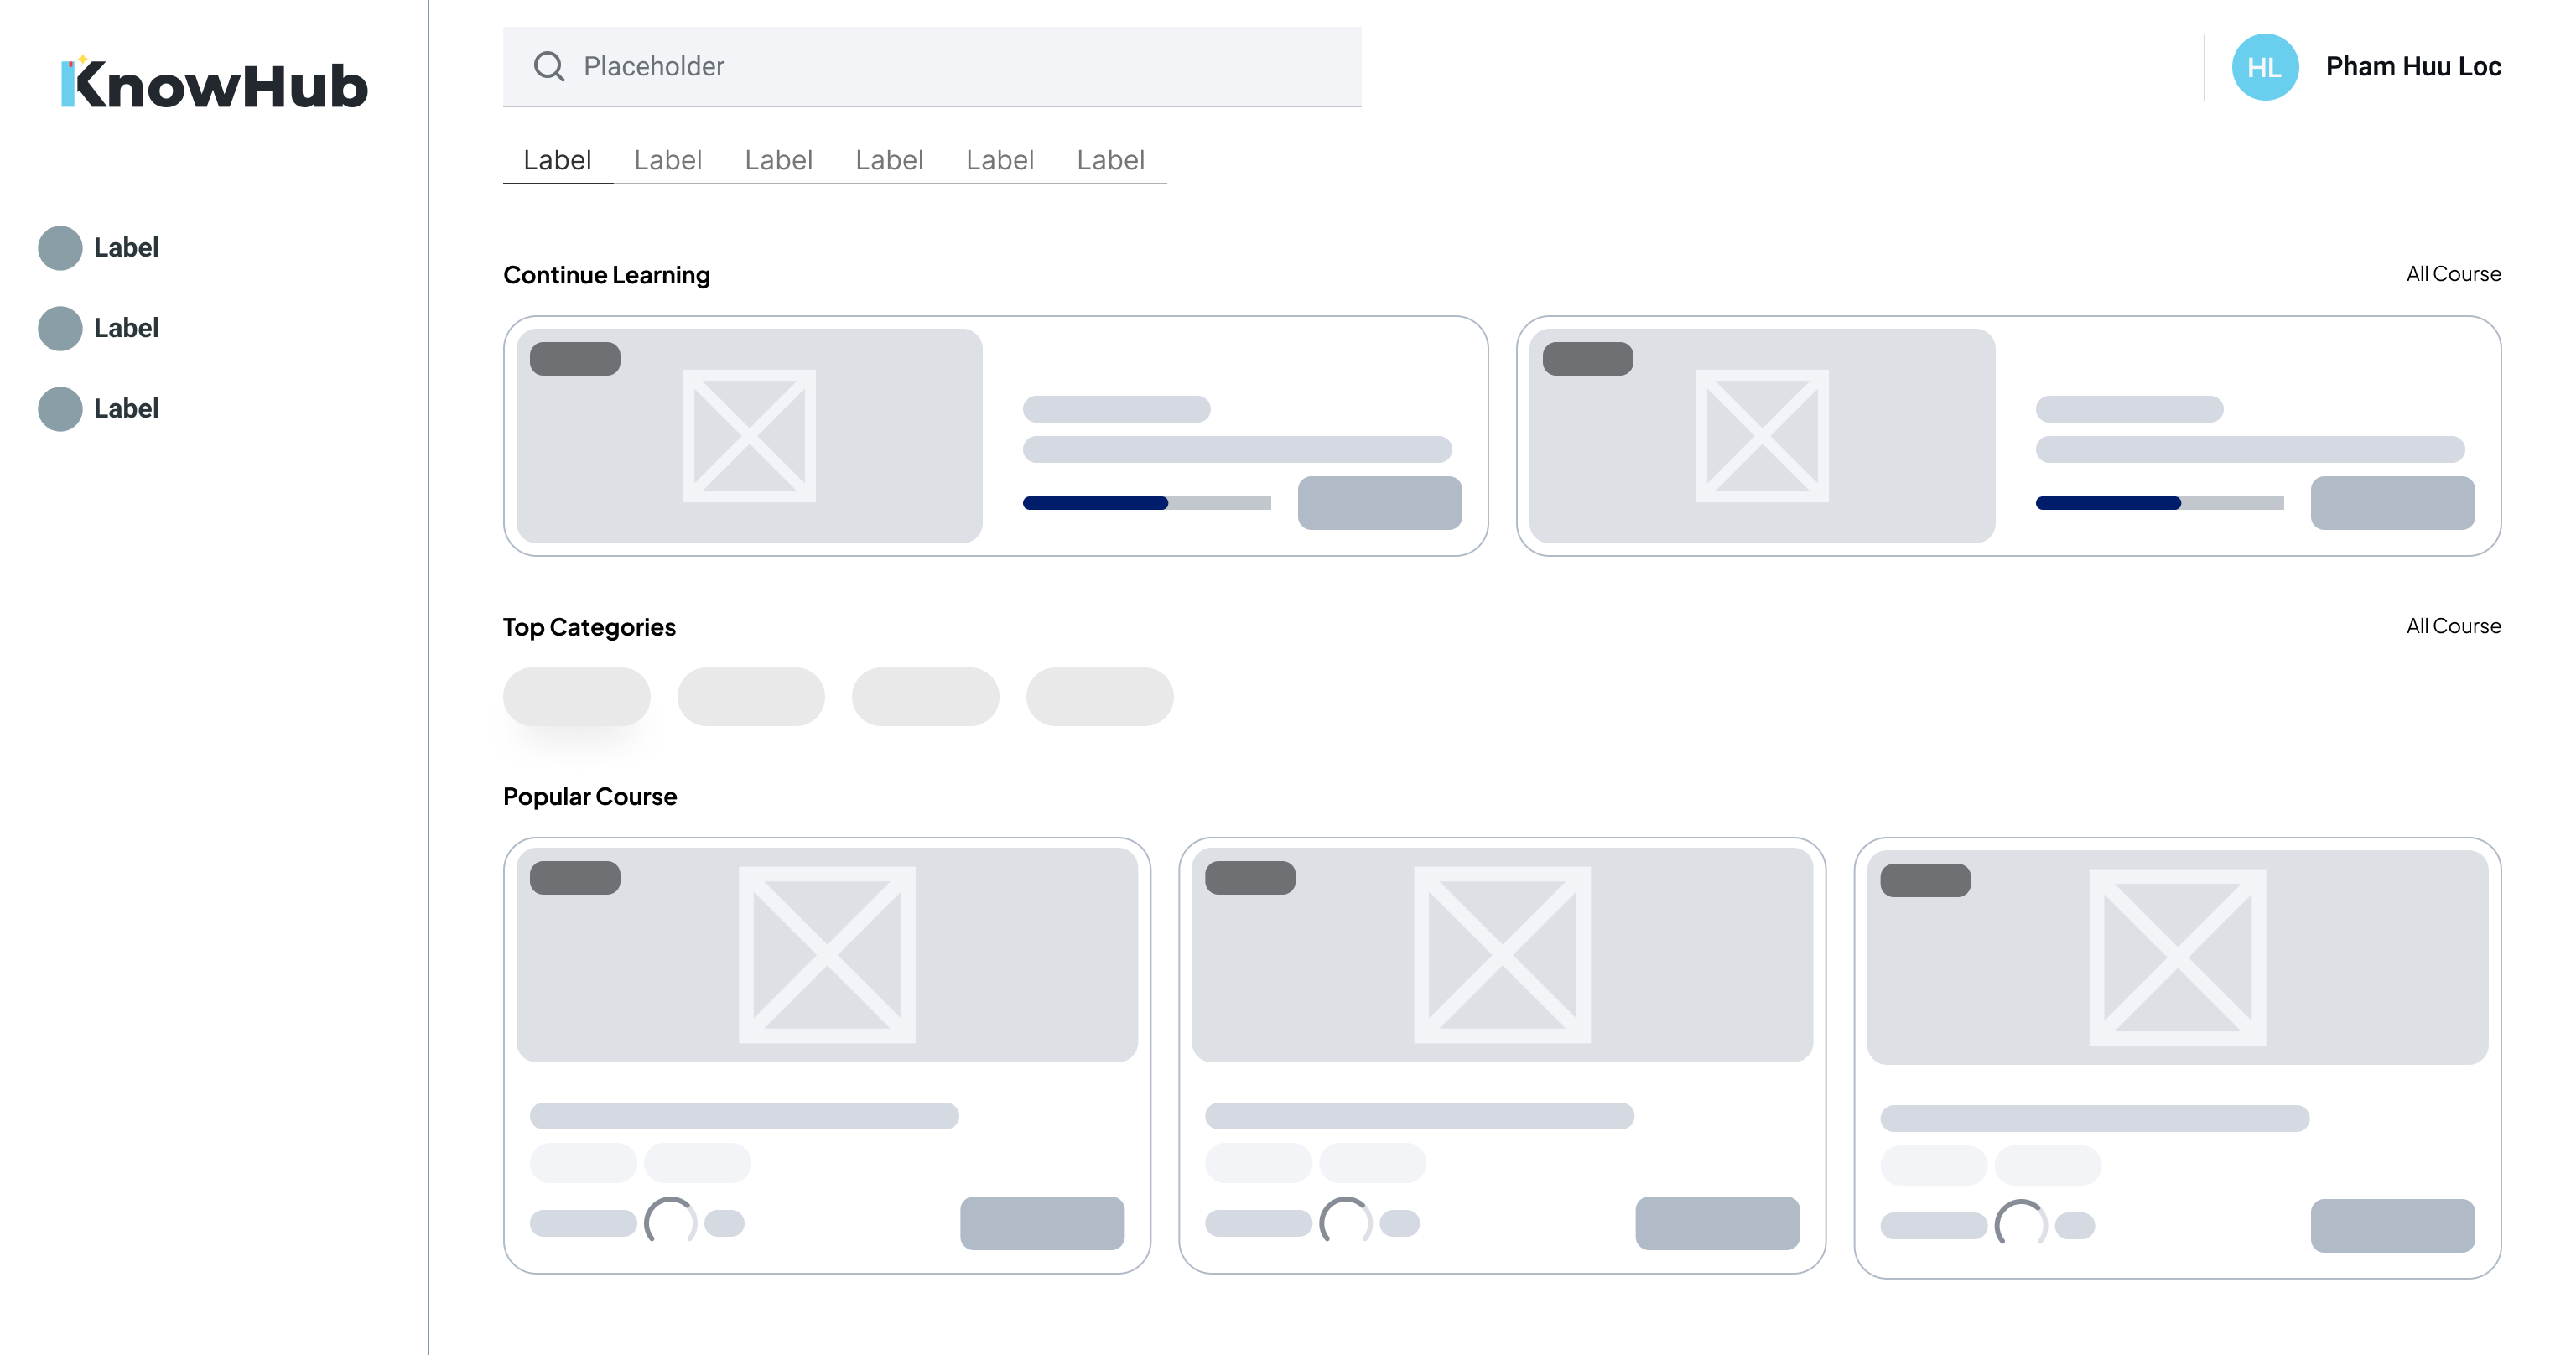 KnowHub
Placeholder
HL
Pham Huu Loc
Label Label Label Label Label Label
Label
Label
Label
Continue Learning
All Course
Top Categories
All Course
Popular Course